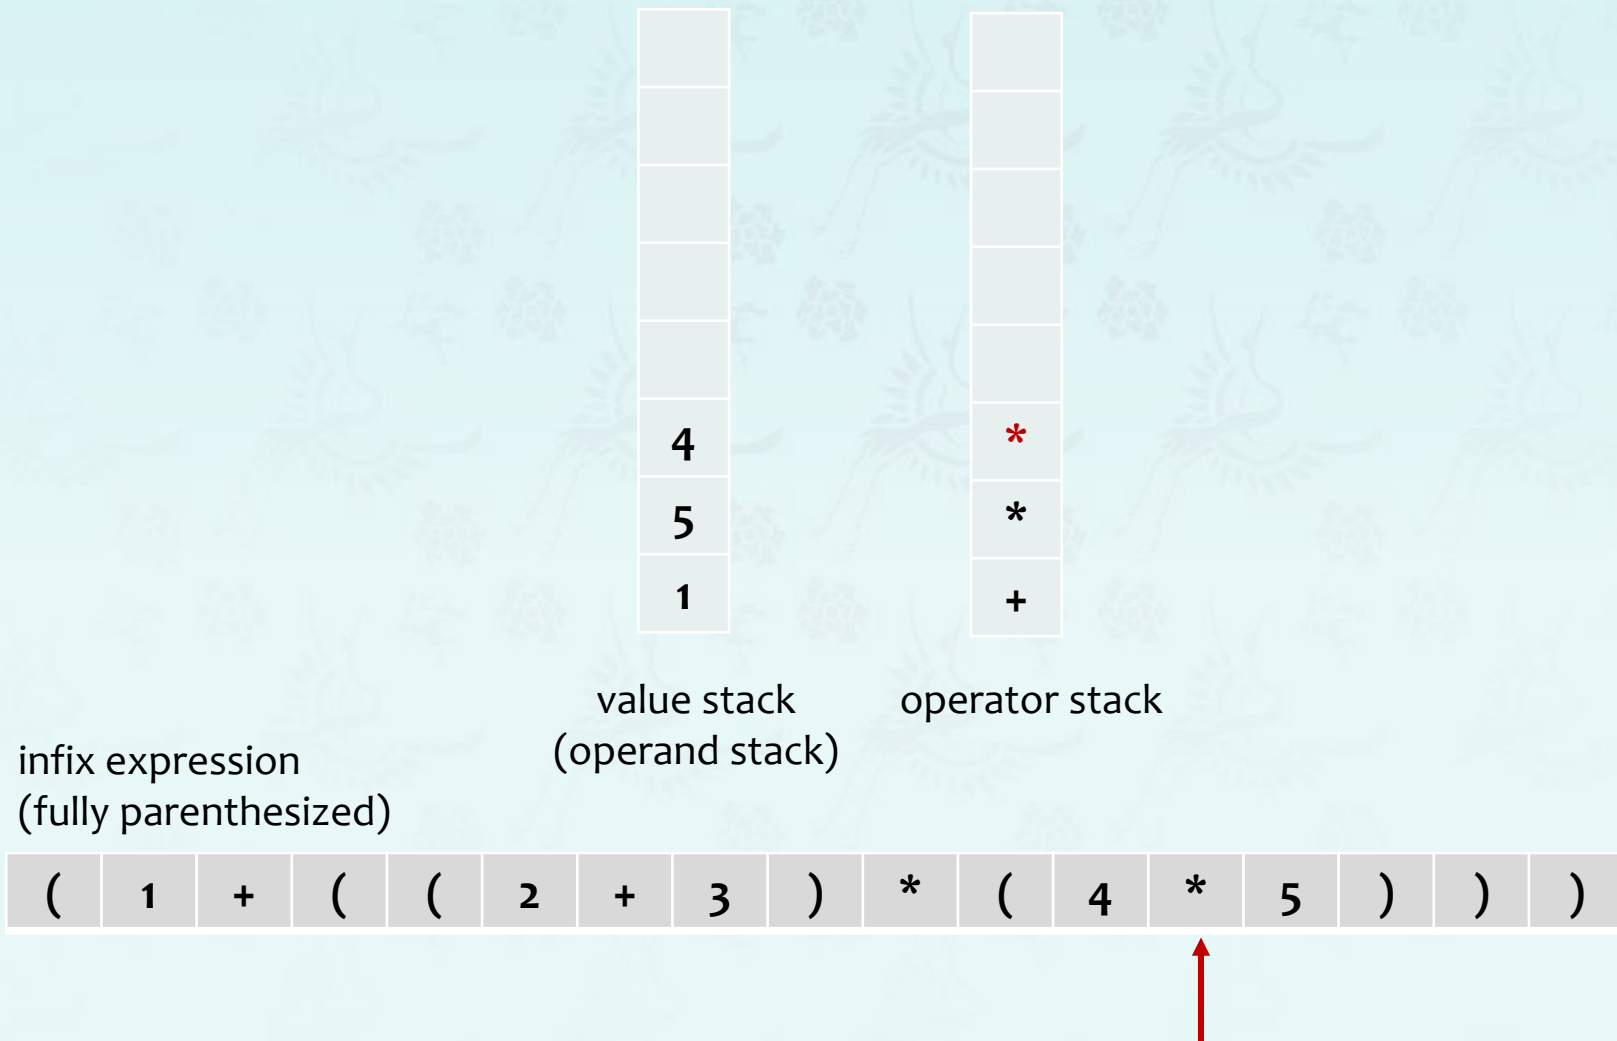 4 *
5 *
1 +
value stack
(operand stack)
operator stack
infix expression
(fully parenthesized)
( 1 + ( ( 2 + 3 ) * ( 4 * 5 ) ) )